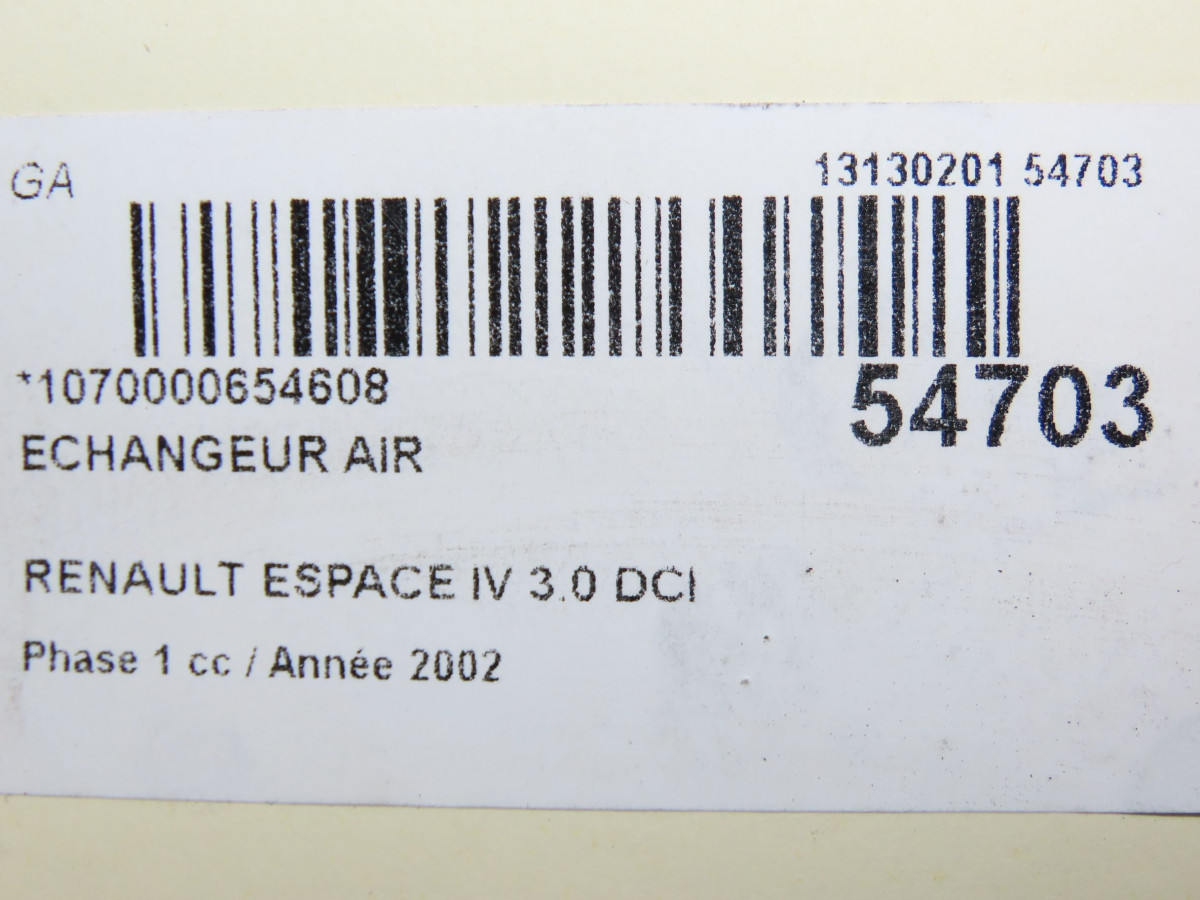 GA
13130201 54703
*1070000654608
54703
ECHANGEUR AIR
RENAULT ESPACE IV 3.0 DCI
Phase 1 cc / Année 2002